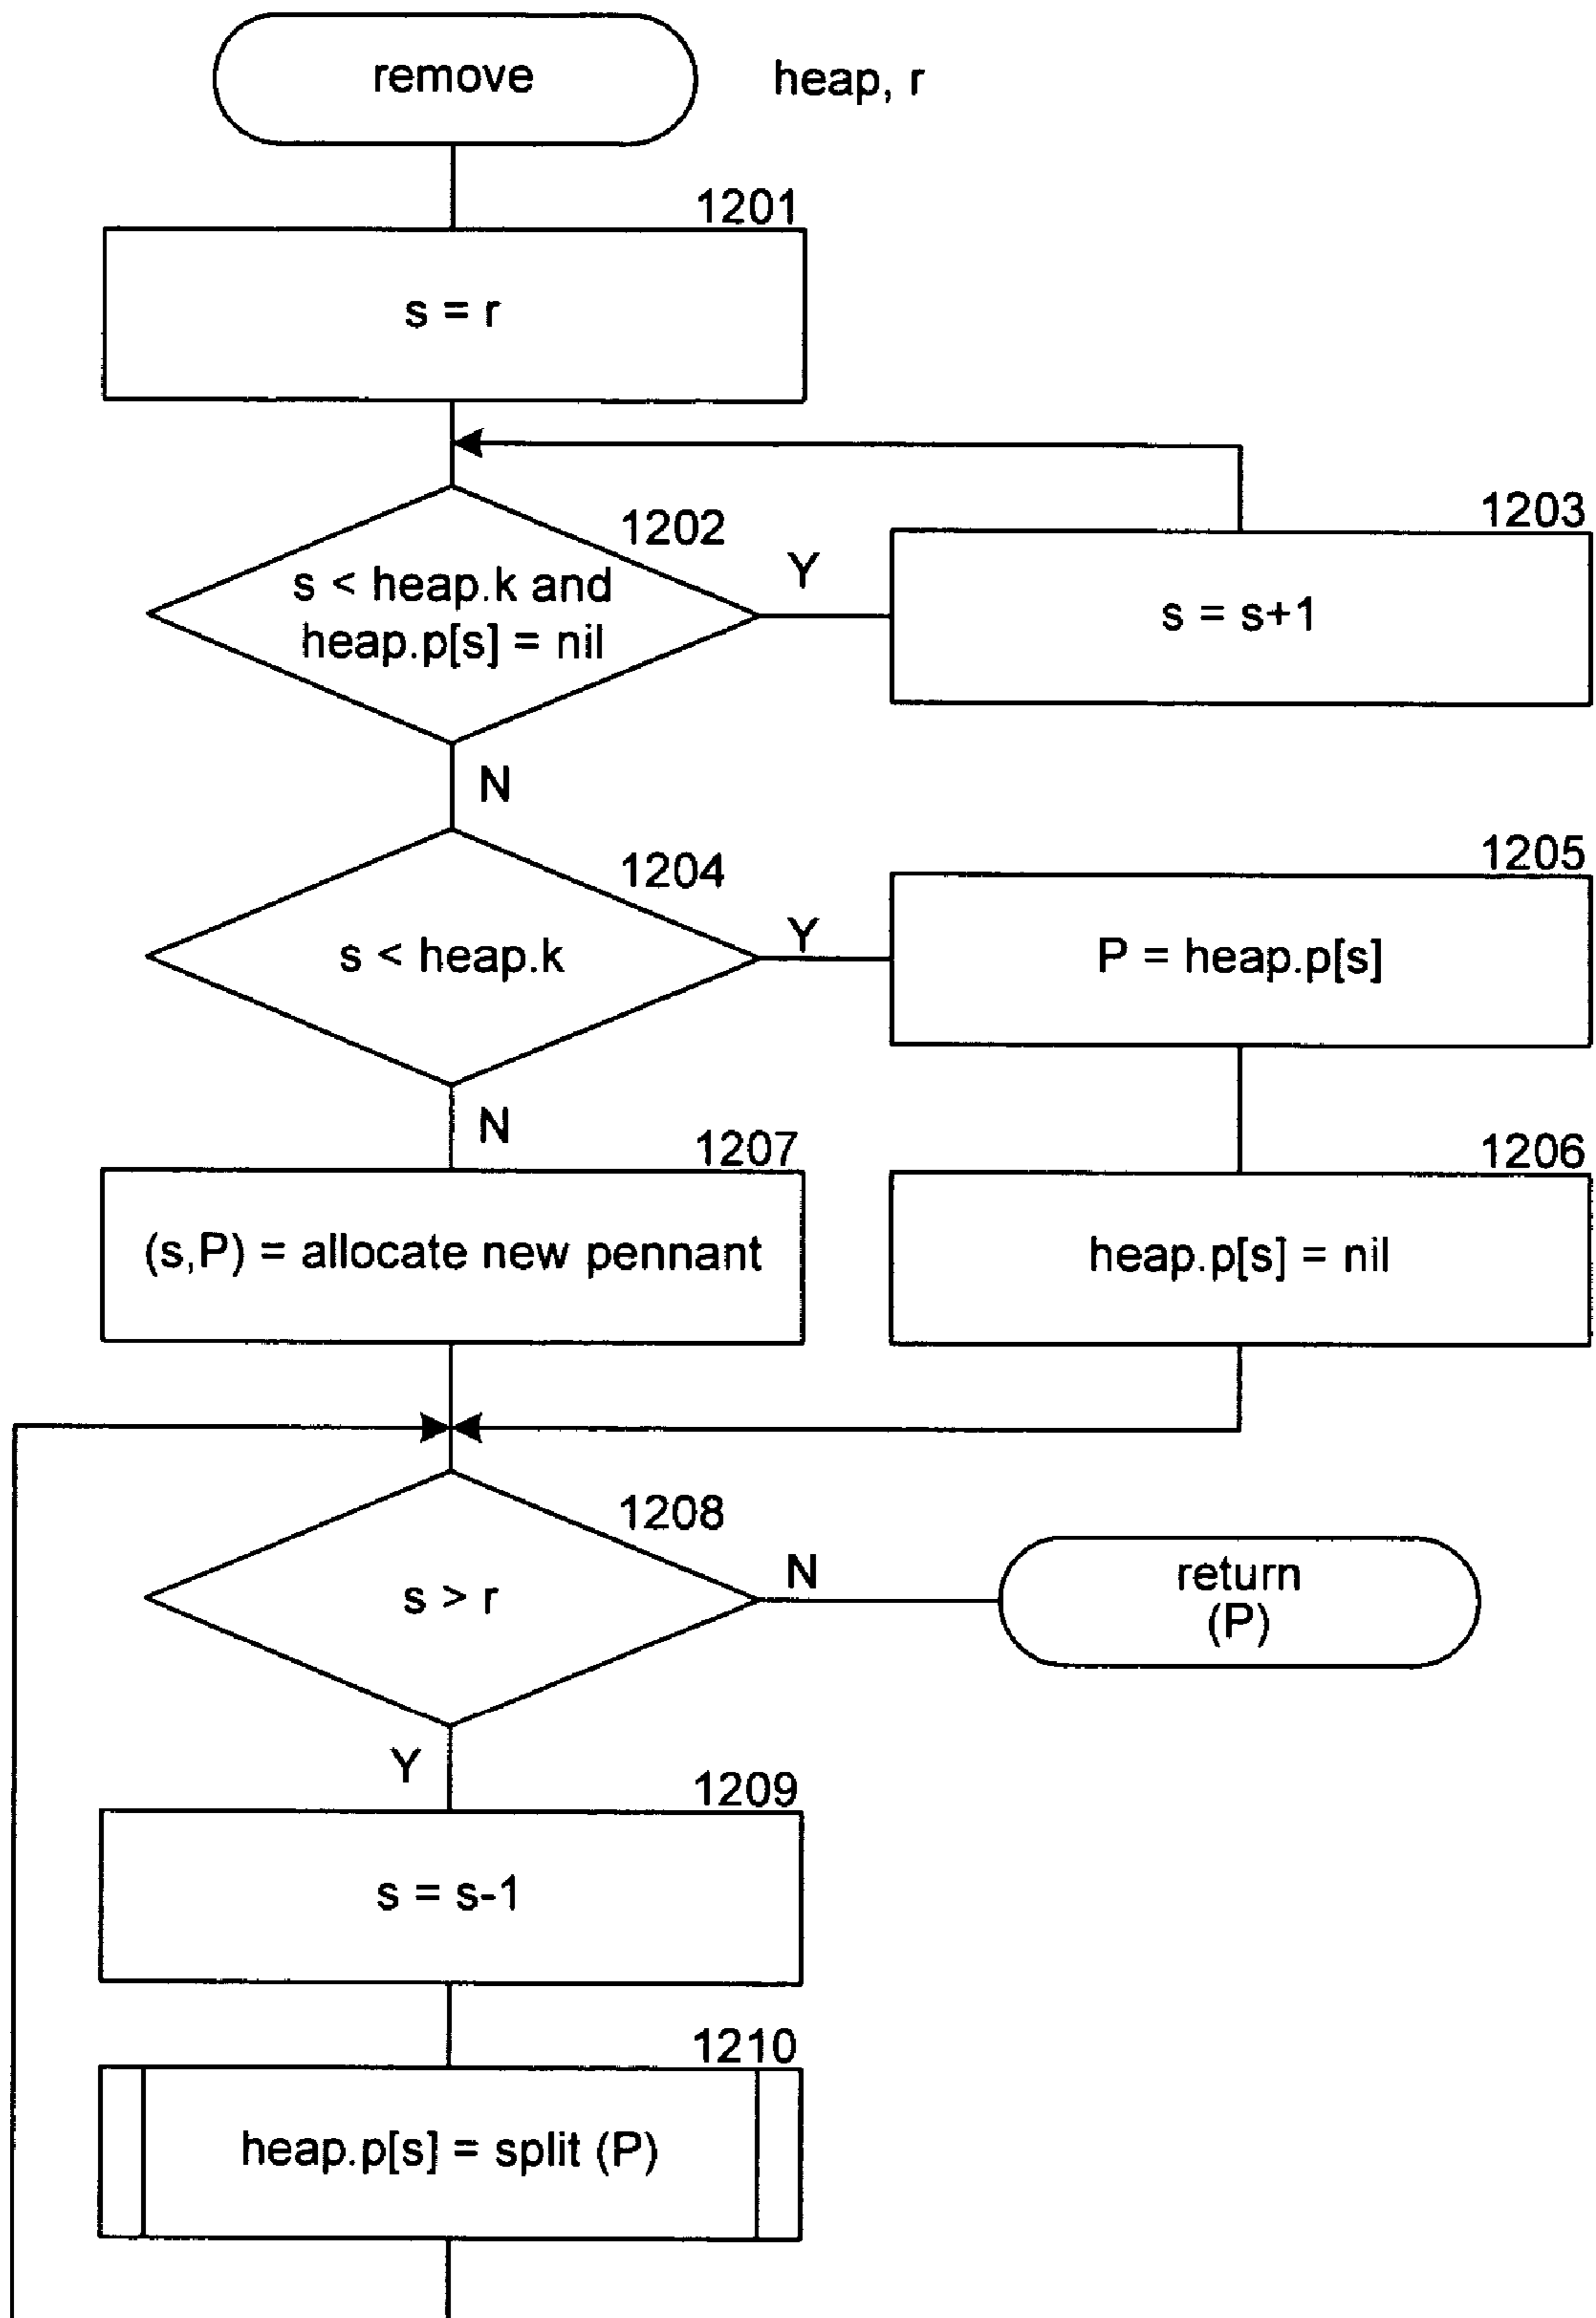 remove
heap, r
1201
s = r
1202
s < heap.k and
heap.p[s] = nil
Y
1203
s = s+1
N
1204
s < heap.k
Y
1205
P = heap.p[s]
N
1207
(s,P) = allocate new pennant
1206
heap.p[s] = nil
1208
s > r
N
return
(P)
Y
1209
s = s-1
1210
heap.p[s] = split (P)